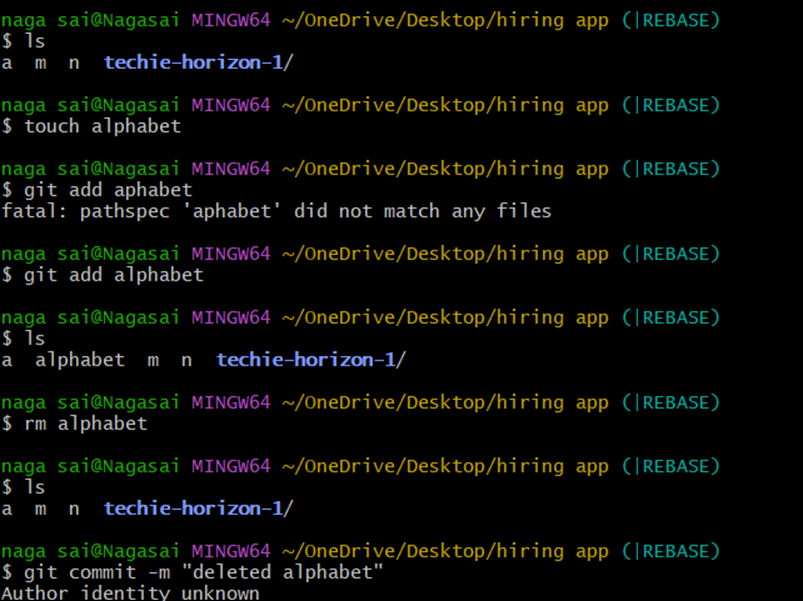 naga sai@Nagasai MINGW64 ~/OneDrive/Desktop/hiring app (|REBASE)
$ ls
a  m  n  techie-horizon-1/
naga sai@Nagasai MINGW64 ~/OneDrive/Desktop/hiring app (|REBASE)
$ touch alphabet
naga sai@Nagasai MINGW64 ~/OneDrive/Desktop/hiring app (|REBASE)
$ git add aphabet
fatal: pathspec 'aphabet' did not match any files
naga sai@Nagasai MINGW64 ~/OneDrive/Desktop/hiring app (|REBASE)
$ git add alphabet
naga sai@Nagasai MINGW64 ~/OneDrive/Desktop/hiring app (|REBASE)
$ ls
a  alphabet  m  n  techie-horizon-1/
naga sai@Nagasai MINGW64 ~/OneDrive/Desktop/hiring app (|REBASE)
$ rm alphabet
naga sai@Nagasai MINGW64 ~/OneDrive/Desktop/hiring app (|REBASE)
$ ls
a  m  n  techie-horizon-1/
naga sai@Nagasai MINGW64 ~/OneDrive/Desktop/hiring app (|REBASE)
$ git commit -m "deleted alphabet"
Author identity unknown